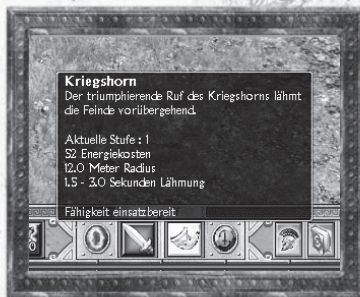 Kriegshorn
Der triumphierende Ruf des Kriegshorns lähmt
die Feinde vorübergehend.
Aktuelle Stufe : 1
52 Energiekosten
12.0 Meter Radius
1.5 - 3.0 Sekunden Lähmung
Fähigkeit einsatzbereit